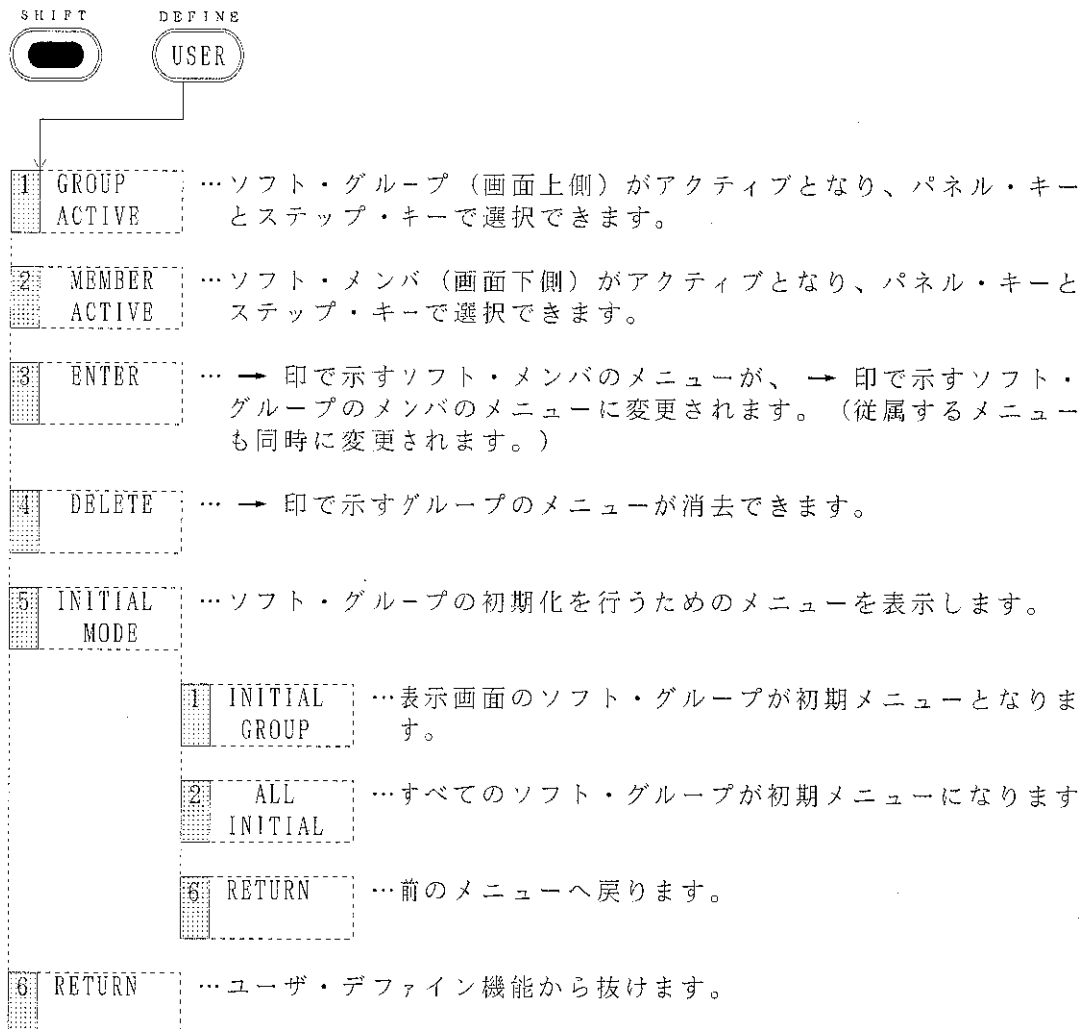 SHIFT DEFINE
USER
1 GROUP ACTIVE …ソフト・グループ（画面上側）がアクティブとなり、パネル・キー
とステップ・キーで選択できます。
2 MEMBER ACTIVE …ソフト・メンバ（画面下側）がアクティブとなり、パネル・キーと
ステップ・キーで選択できます。
3 ENTER … → 印で示すソフト・メンバのメニューが、 → 印で示すソフト・
グループのメンバのメニューに変更されます。（従属するメニュー
も同時に変更されます。）
4 DELETE … → 印で示すグループのメニューが消去できます。
5 INITIAL MODE …ソフト・グループの初期化を行うためのメニューを表示します。
1 INITIAL GROUP …表示画面のソフト・グループが初期メニューとなりま
す。
2 ALL INITIAL …すべてのソフト・グループが初期メニューになります
6 RETURN …前のメニューへ戻ります。
6 RETURN …ユーザ・デファイン機能から抜けます。